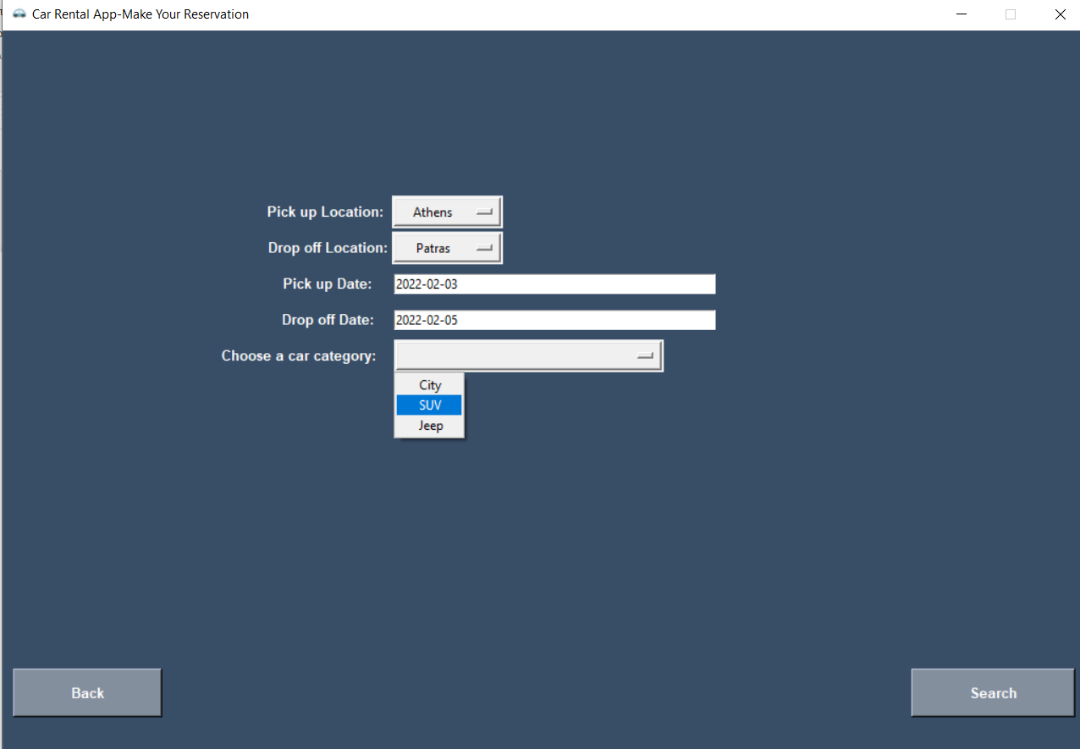 Car Rental App-Make Your Reservation
Pick up Location: Athens
Drop off Location: Patras
Pick up Date: 2022-02-03
Drop off Date: 2022-02-05
Choose a car category:
City
SUV
Jeep
Back Search